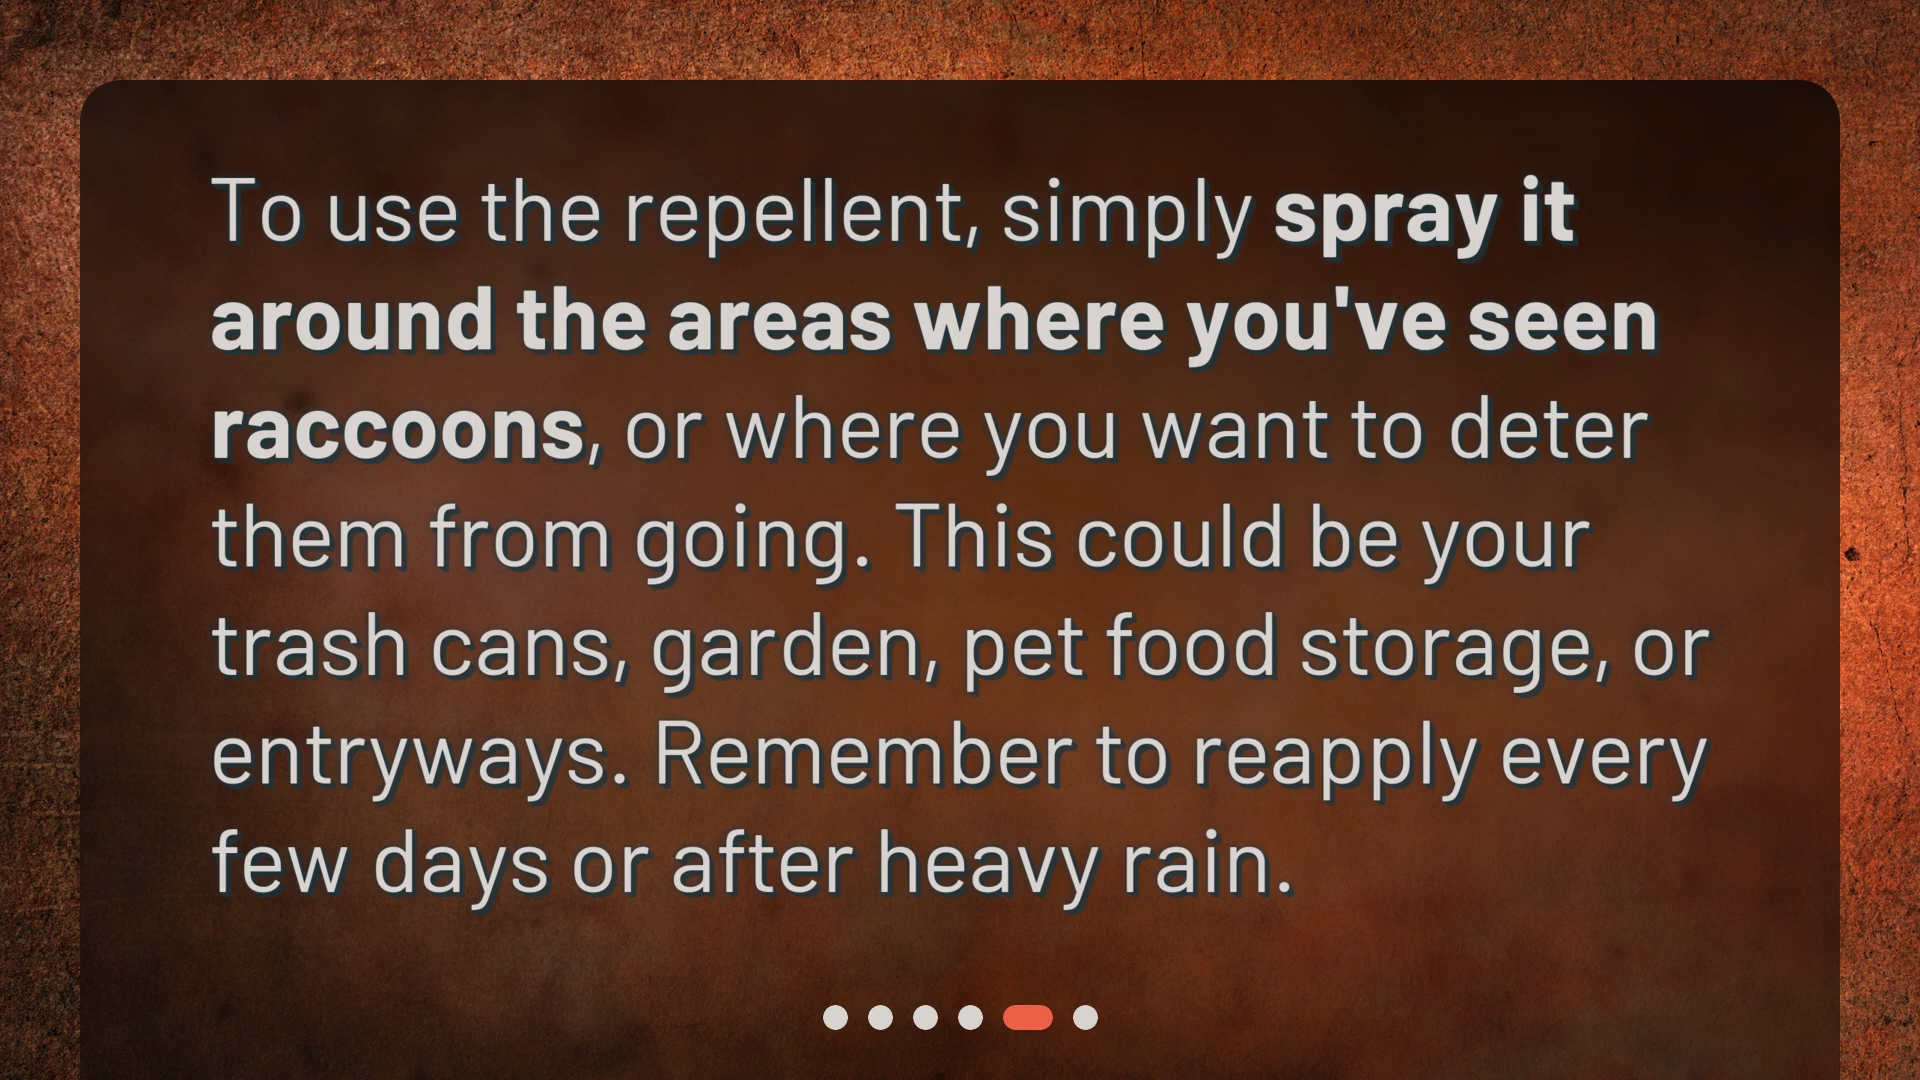 To use the repellent, simply spray it
around the areas where you've seen
raccoons, or where you want to deter
them from going. This could be your
trash cans, garden, pet food storage, or
entryways. Remember to reapply every
few days or after heavy rain.